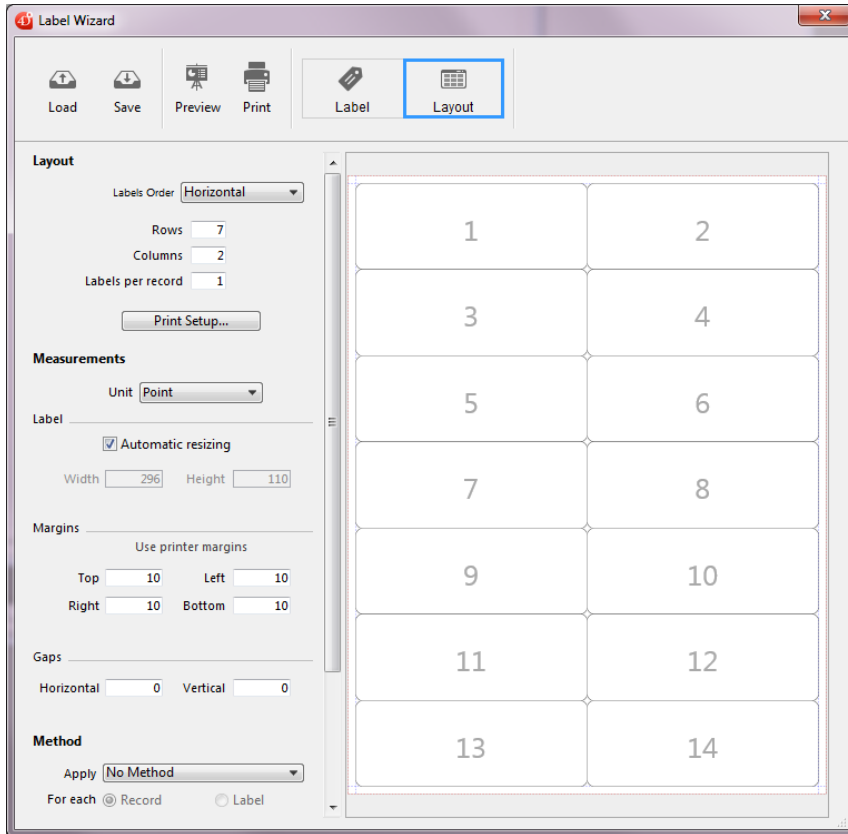 4D Label Wizard
Load Save Preview Print Label Layout
Layout
Labels Order Horizontal
Rows 7
Columns 2
Labels per record 1
Print Setup...
Measurements
Unit Point
Label
Automatic resizing
Width 296 Height 110
Margins
Use printer margins
Top 10 Left 10
Right 10 Bottom 10
Gaps
Horizontal 0 Vertical 0
Method
Apply No Method
For each Record Label
1 2
3 4
5 6
7 8
9 10
11 12
13 14